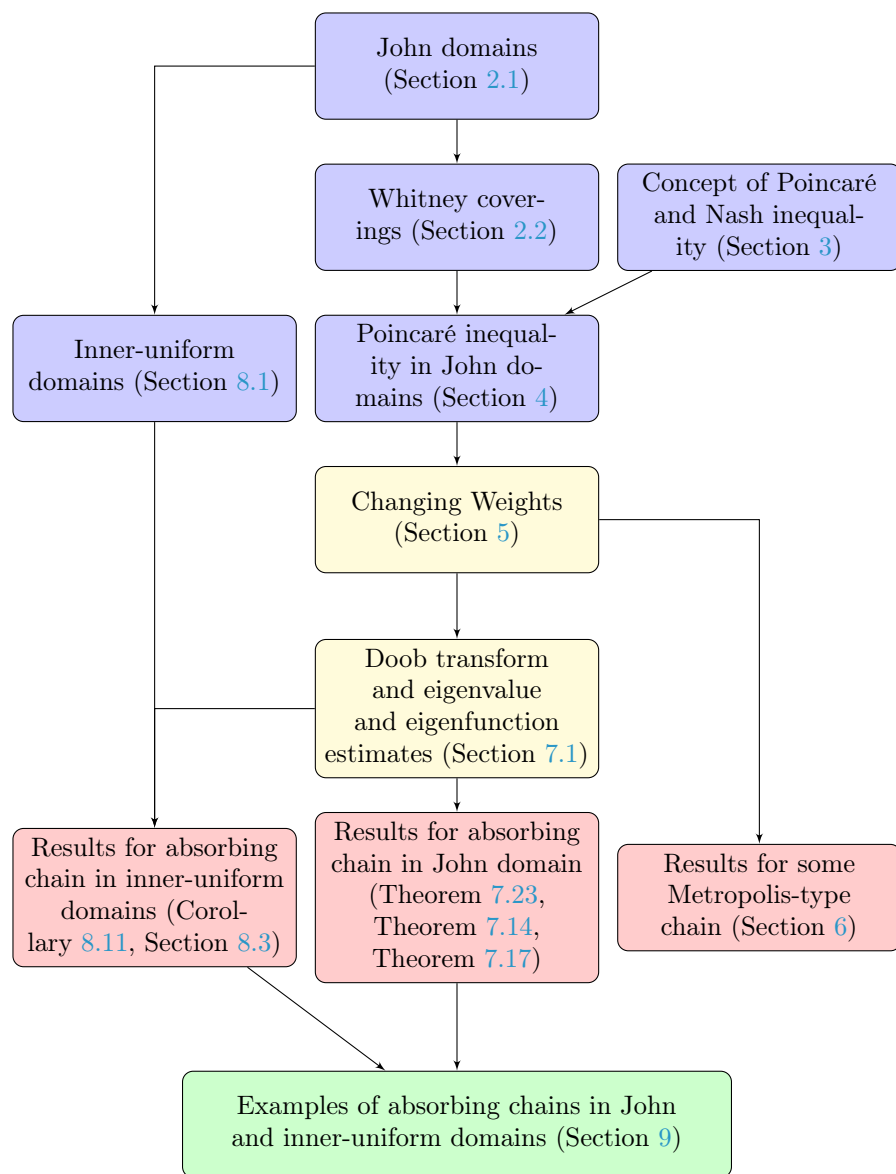 John domains
(Section 2.1)
Whitney cover-
ings (Section 2.2)
Concept of Poincaré
and Nash inequal-
ity (Section 3)
Inner-uniform
domains (Section 8.1)
Poincaré inequal-
ity in John do-
mains (Section 4)
Changing Weights
(Section 5)
Doob transform
and eigenvalue
and eigenfunction
estimates (Section 7.1)
Results for absorbing
chain in inner-uniform
domains (Corol-
lary 8.11, Section 8.3)
Results for absorbing
chain in John domain
(Theorem 7.23,
Theorem 7.14,
Theorem 7.17)
Results for some
Metropolis-type
chain (Section 6)
Examples of absorbing chains in John
and inner-uniform domains (Section 9)